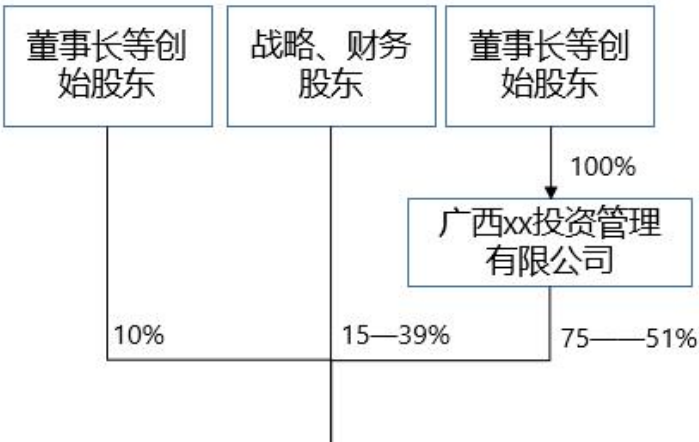 董事长等创
始股东
战略、财务
股东
董事长等创
始股东
100%
广西xx投资管理
有限公司
10%
15—39%
75——51%